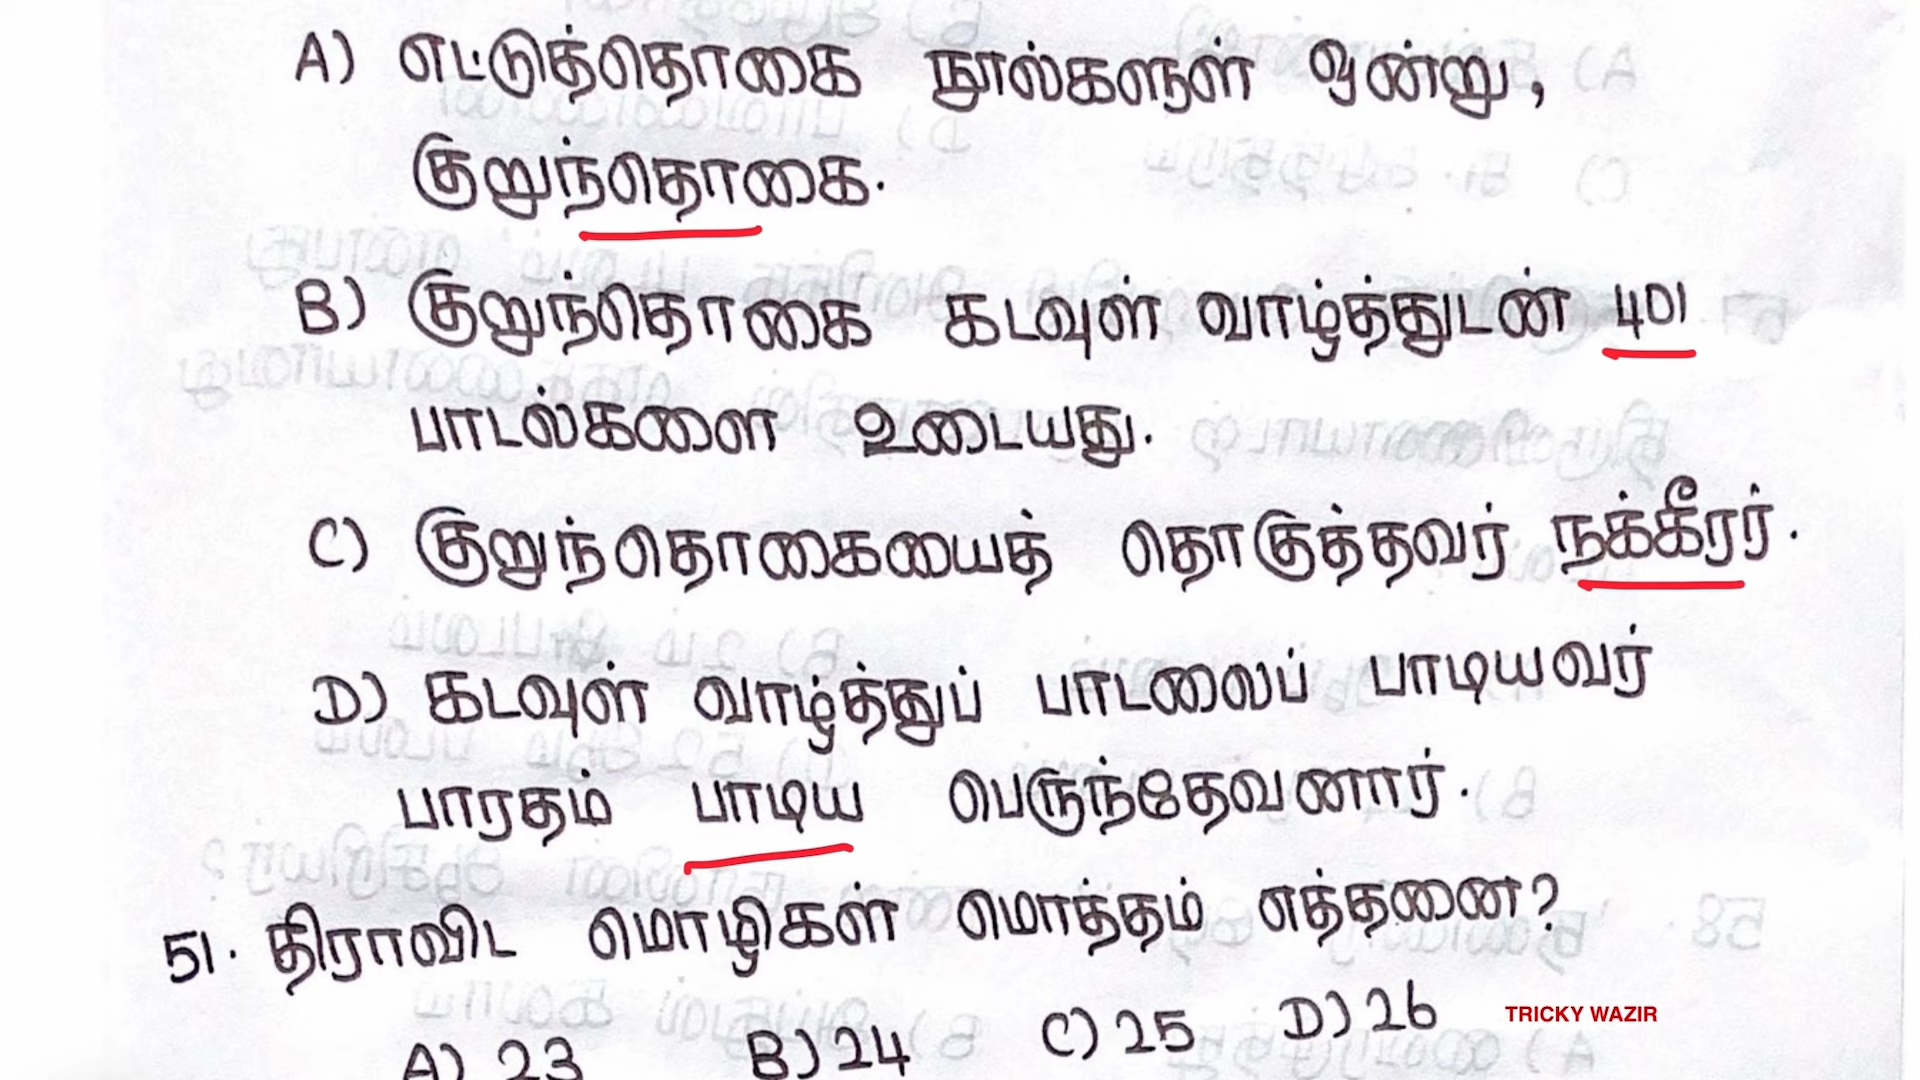 A) எட்டுத்தொகை நூல்களுள் ஒன்று,
குறுந்தொகை.
B) குறுந்தொகை கடவுள் வாழ்த்துடன் 401
பாடல்களை உடையது.
C) குறுந்தொகையைத் தொகுத்தவர் நக்கீரர்.
D) கடவுள் வாழ்த்துப் பாடலைப் பாடியவர்
பாரதம் பாடிய பெருந்தேவனார்.
51. திராவிட மொழிகள் மொத்தம் எத்தனை?
A) 23 B) 24 C) 25 D) 26
TRICKY WAZIR